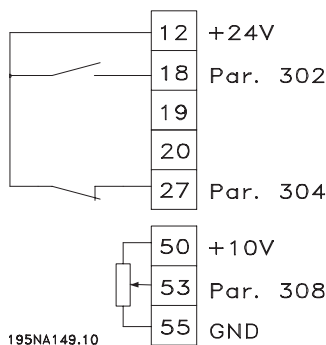 12 +24V
18 Par. 302
19
20
27 Par. 304
50 +10V
53 Par. 308
55 GND
195NA149.10